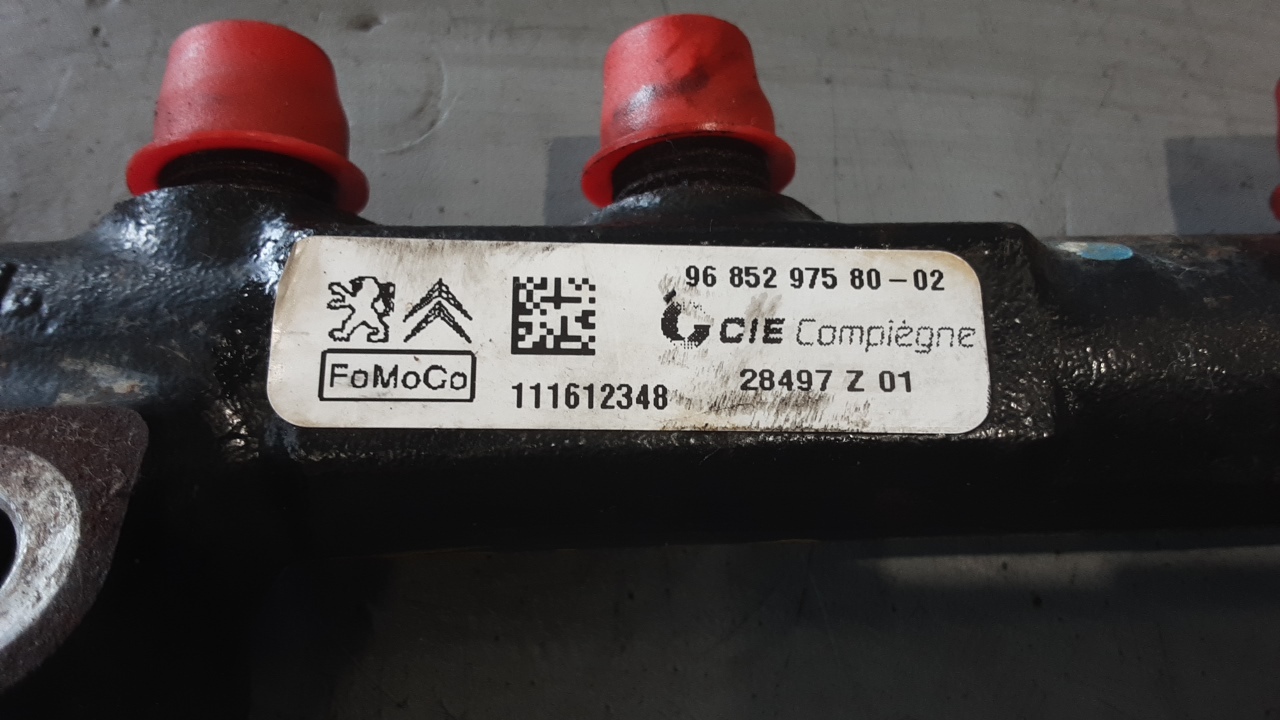 96 852 975 80-02
CIE Compiègne
FoMoCo
111612348
28497 Z 01